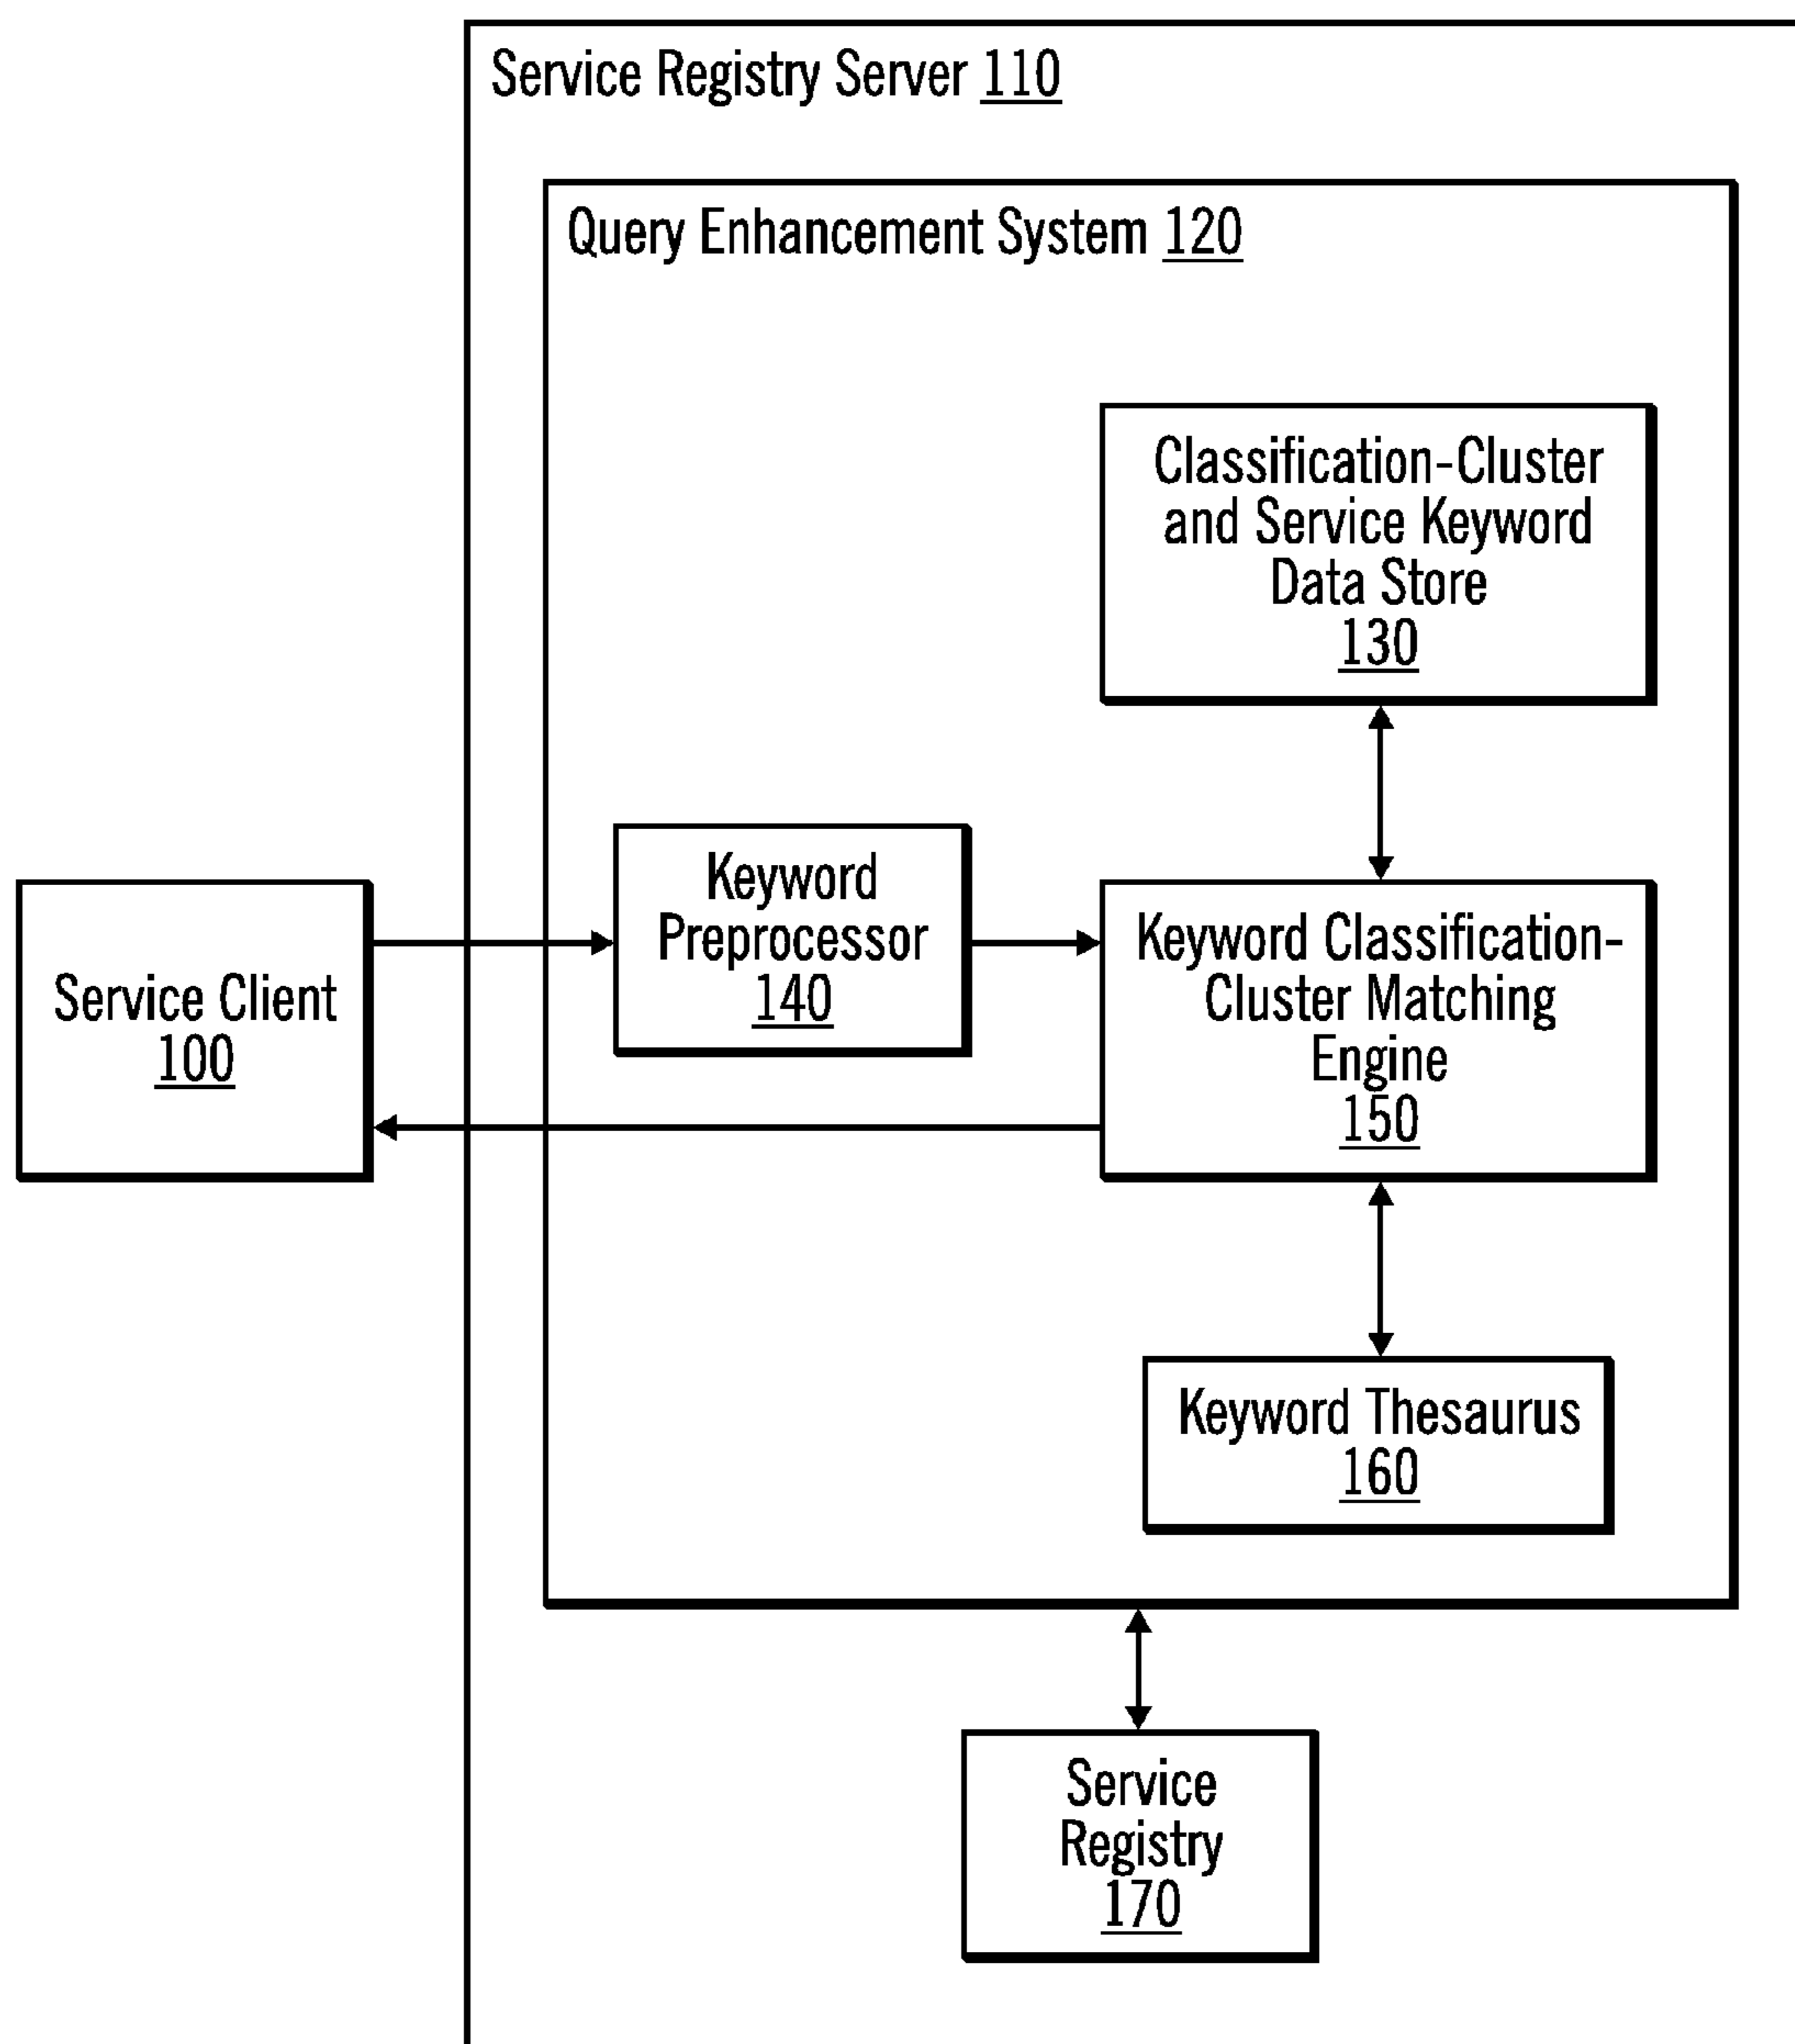 Service Registry Server 110
Query Enhancement System 120
Classification-Cluster
and Service Keyword
Data Store
130
Keyword
Preprocessor
140
Keyword Classification-
Cluster Matching
Engine
150
Service Client
100
Keyword Thesaurus
160
Service
Registry
170